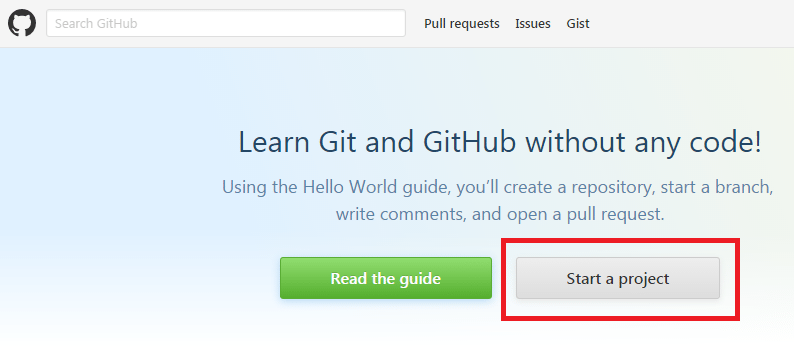 Search GitHub
Pull requests Issues Gist
Learn Git and GitHub without any code!
Using the Hello World guide, you’ll create a repository, start a branch,
write comments, and open a pull request.
Read the guide
Start a project